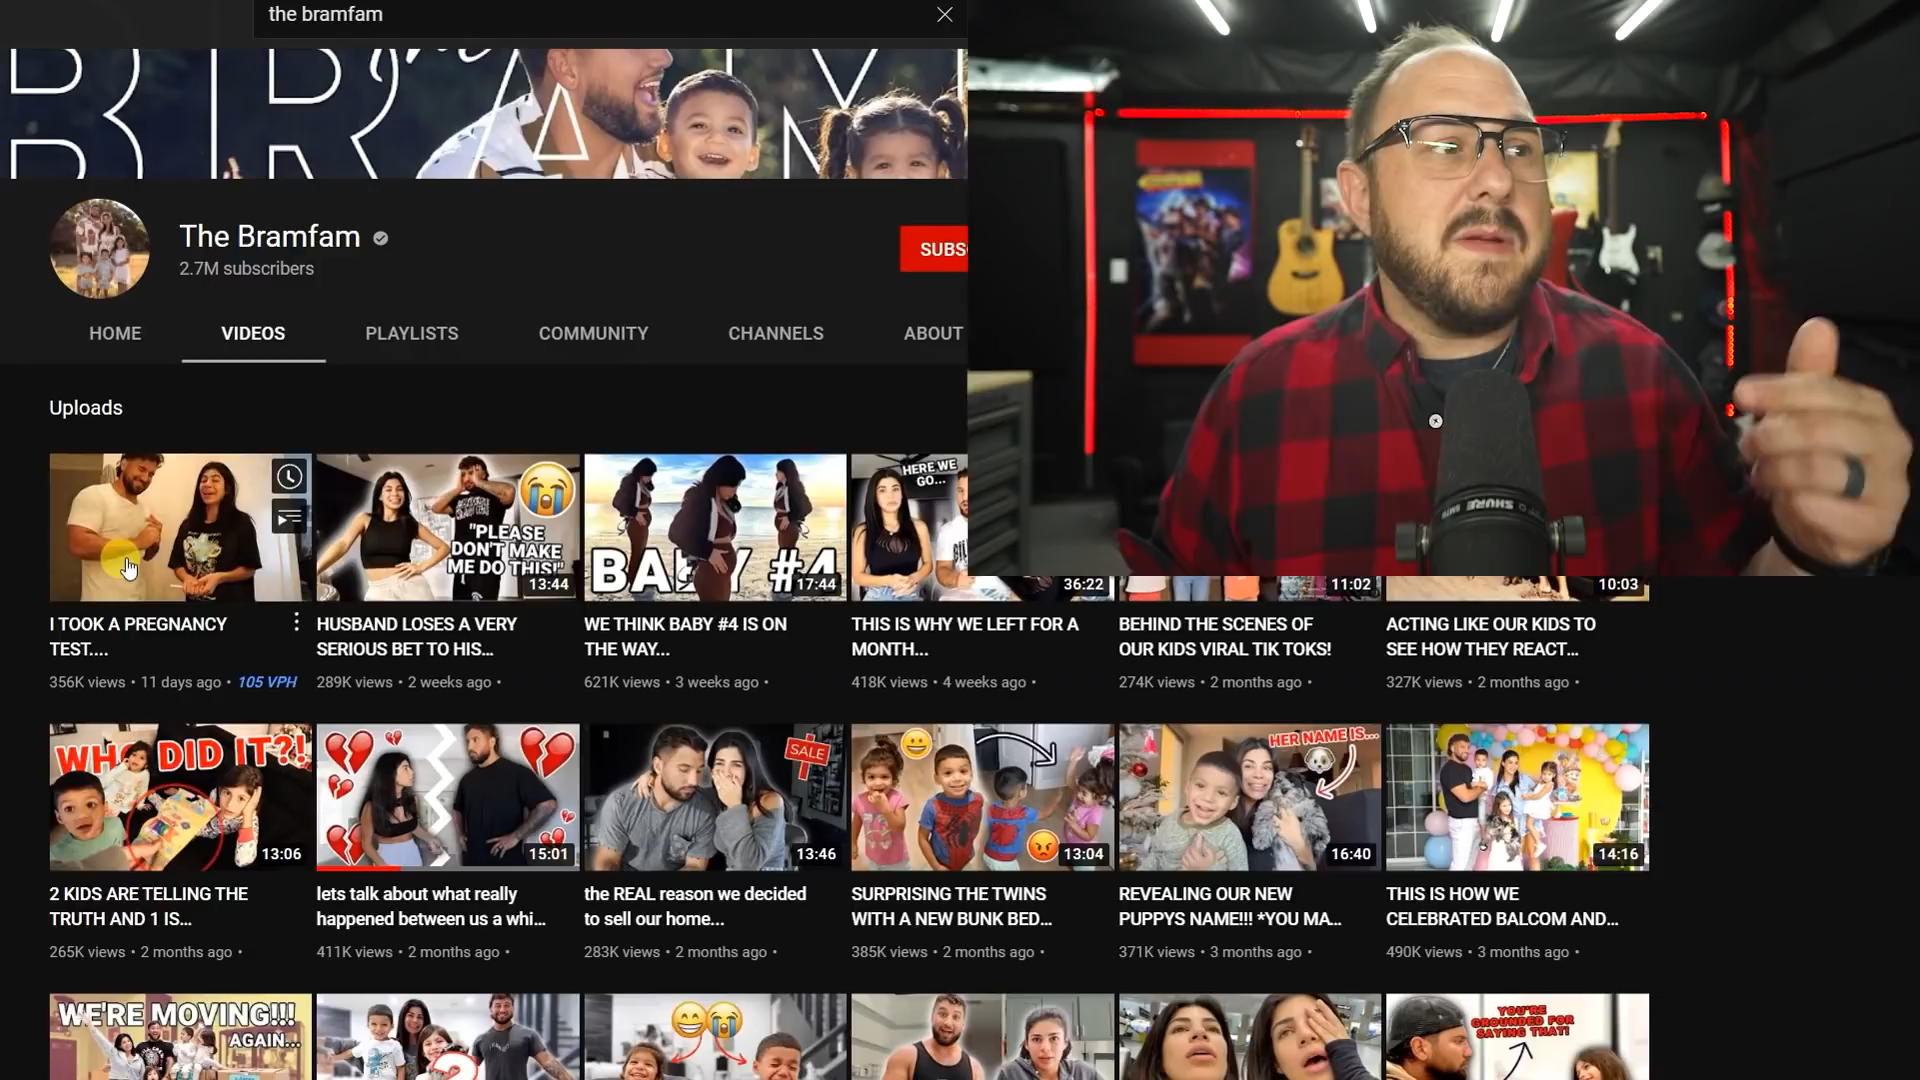 the bramfam
BRAM
The Bramfam
2.7M subscribers
SUBS
HOME
VIDEOS
PLAYLISTS
COMMUNITY
CHANNELS
ABOUT
Uploads
"PLEASE
DON'T MAKE
ME DO THIS!"
13:44
BABY #4
17:44
HERE WE
GO...
36:22
11:02
10:03
I TOOK A PREGNANCY
TEST....
356K views • 11 days ago • 105 VPH
HUSBAND LOSES A VERY
SERIOUS BET TO HIS...
289K views • 2 weeks ago •
WE THINK BABY #4 IS ON
THE WAY...
621K views • 3 weeks ago •
THIS IS WHY WE LEFT FOR A
MONTH...
418K views • 4 weeks ago •
BEHIND THE SCENES OF
OUR KIDS VIRAL TIK TOKS!
274K views • 2 months ago •
ACTING LIKE OUR KIDS TO
SEE HOW THEY REACT...
327K views • 2 months ago •
SHURE
WHO DID IT?!
13:06
15:01
SALE
13:46
13:04
HER NAME IS...
16:40
14:16
2 KIDS ARE TELLING THE
TRUTH AND 1 IS...
265K views • 2 months ago •
lets talk about what really
happened between us a whi...
411K views • 2 months ago •
the REAL reason we decided
to sell our home...
283K views • 2 months ago •
SURPRISING THE TWINS
WITH A NEW BUNK BED...
385K views • 2 months ago •
REVEALING OUR NEW
PUPPYS NAME!!! *YOU MA...
371K views • 3 months ago •
THIS IS HOW WE
CELEBRATED BALCOM AND...
490K views • 3 months ago •
WE'RE MOVING!!!
AGAIN...
?
YOU'RE
GROUNDED FOR
SAYING THAT!